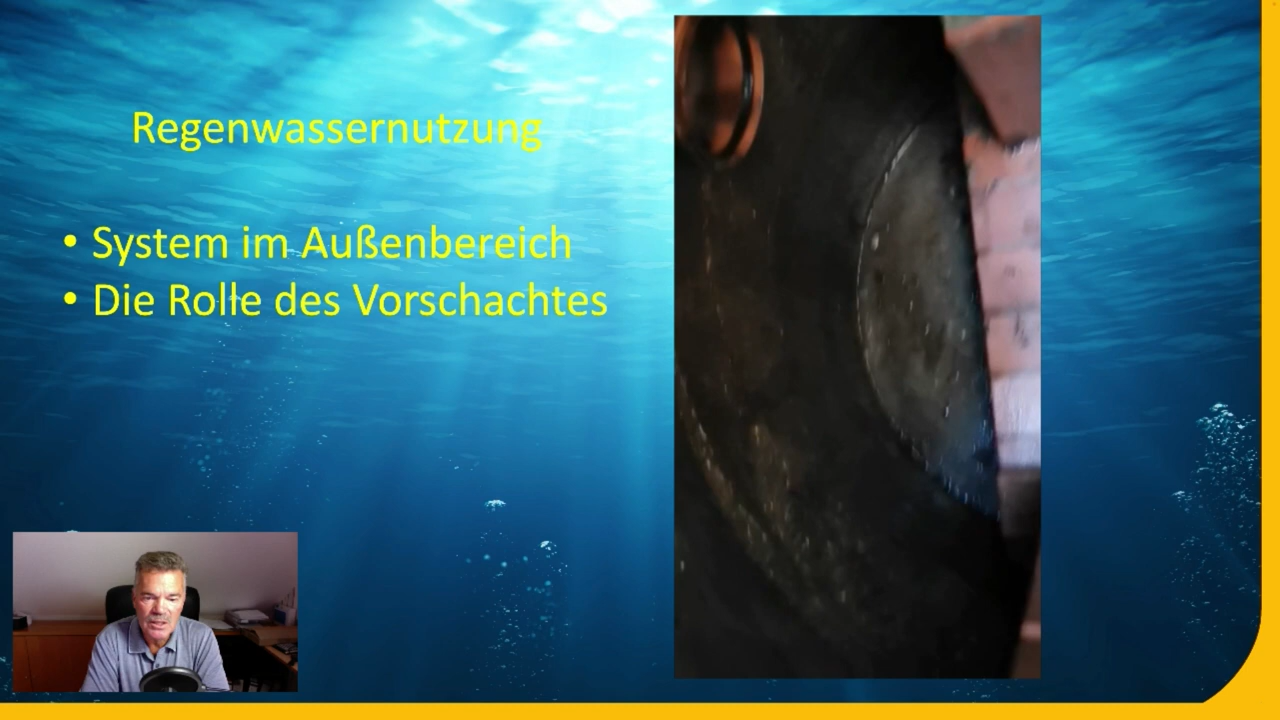 Regenwassernutzung
• System im Außenbereich
• Die Rolle des Vorschachtes